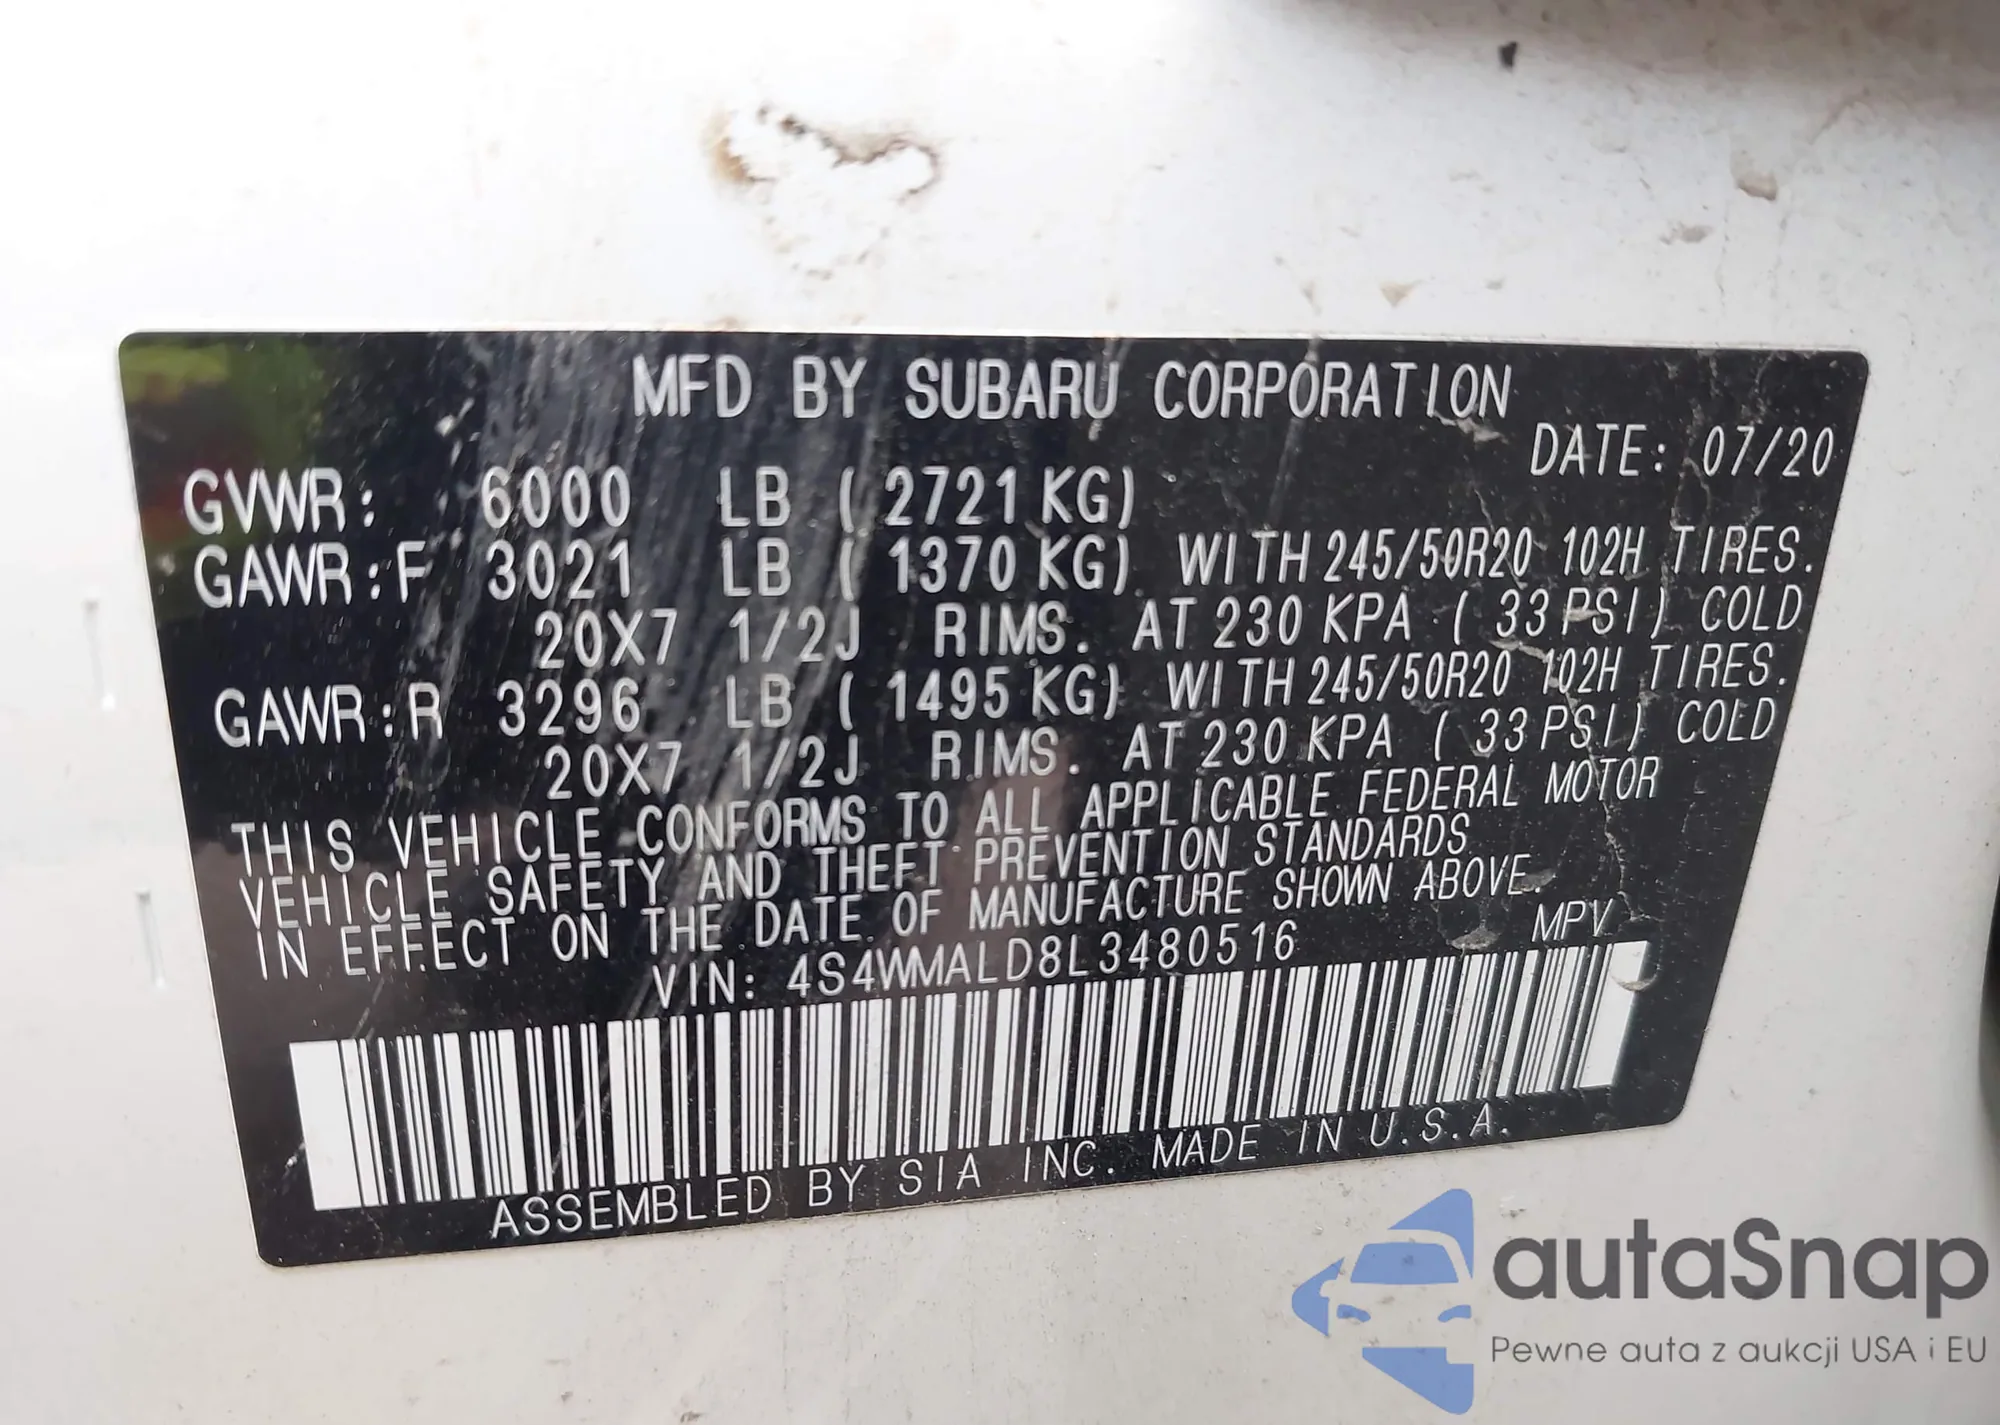 MFD BY SUBARU CORPORATION
DATE: 07/20
GVWR: 6000 LB ( 2721 KG)
GAWR:F 3021 LB ( 1370 KG) WITH 245/50R20 102H TIRES.
20X7 1/2J RIMS. AT 230 KPA ( 33 PSI) COLD
GAWR:R 3296 LB ( 1495 KG) WITH 245/50R20 102H TIRES.
20X7 1/2J RIMS. AT 230 KPA ( 33 PSI) COLD
THIS VEHICLE CONFORMS TO ALL APPLICABLE FEDERAL MOTOR
VEHICLE SAFETY AND THEFT PREVENTION STANDARDS
IN EFFECT ON THE DATE OF MANUFACTURE SHOWN ABOVE.
VIN: 4S4WMALD8L3480516 MPV
ASSEMBLED BY SIA INC. MADE IN U.S.A.
autaSnap
Pewne auta z aukcji USA i EU